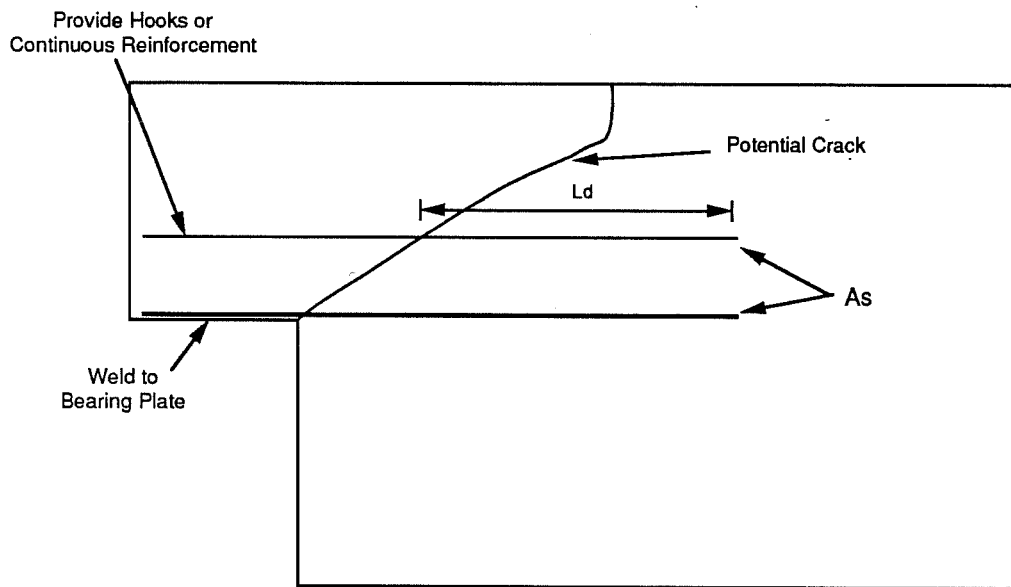 Provide Hooks or
Continuous Reinforcement
Potential Crack
Ld
As
Weld to
Bearing Plate